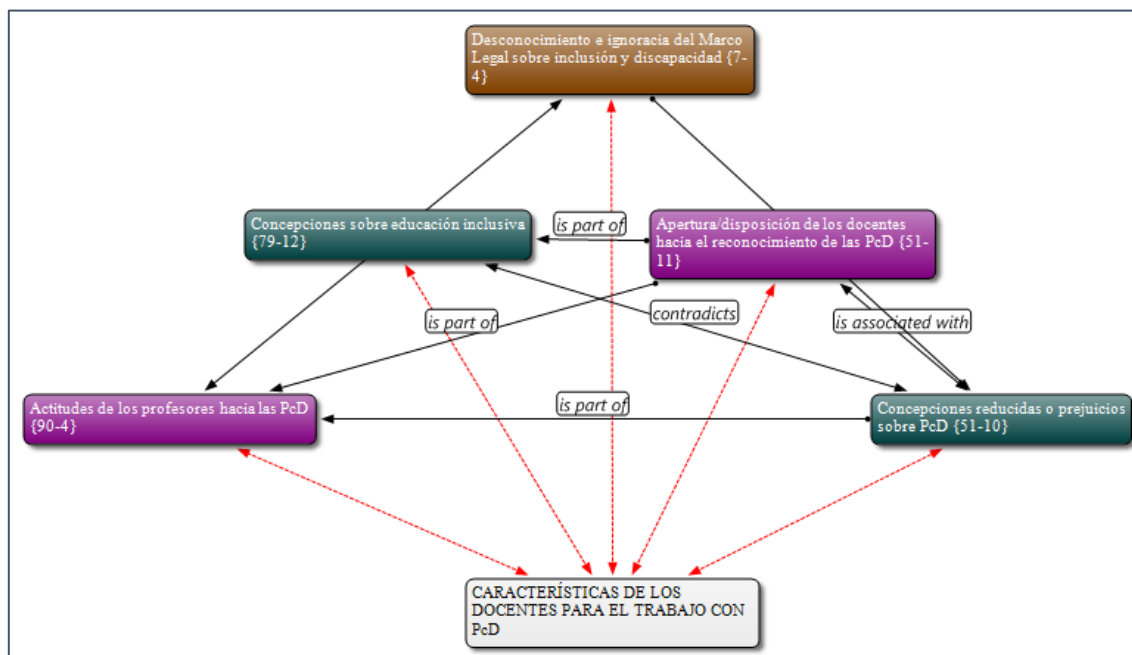 Desconocimiento e ignoracia del Marco
Legal sobre inclusión y discapacidad {7-
4}
Concepciones sobre educación inclusiva
{79-12}
is part of
Apertura/disposición de los docentes
hacia el reconocimiento de las PcD {51-
11}
is part of
contradicts
is associated with
Actitudes de los profesores hacia las PcD
{90-4}
is part of
Concepciones reducidas o prejuicios
sobre PcD {51-10}
CARACTERÍSTICAS DE LOS
DOCENTES PARA EL TRABAJO CON
PcD